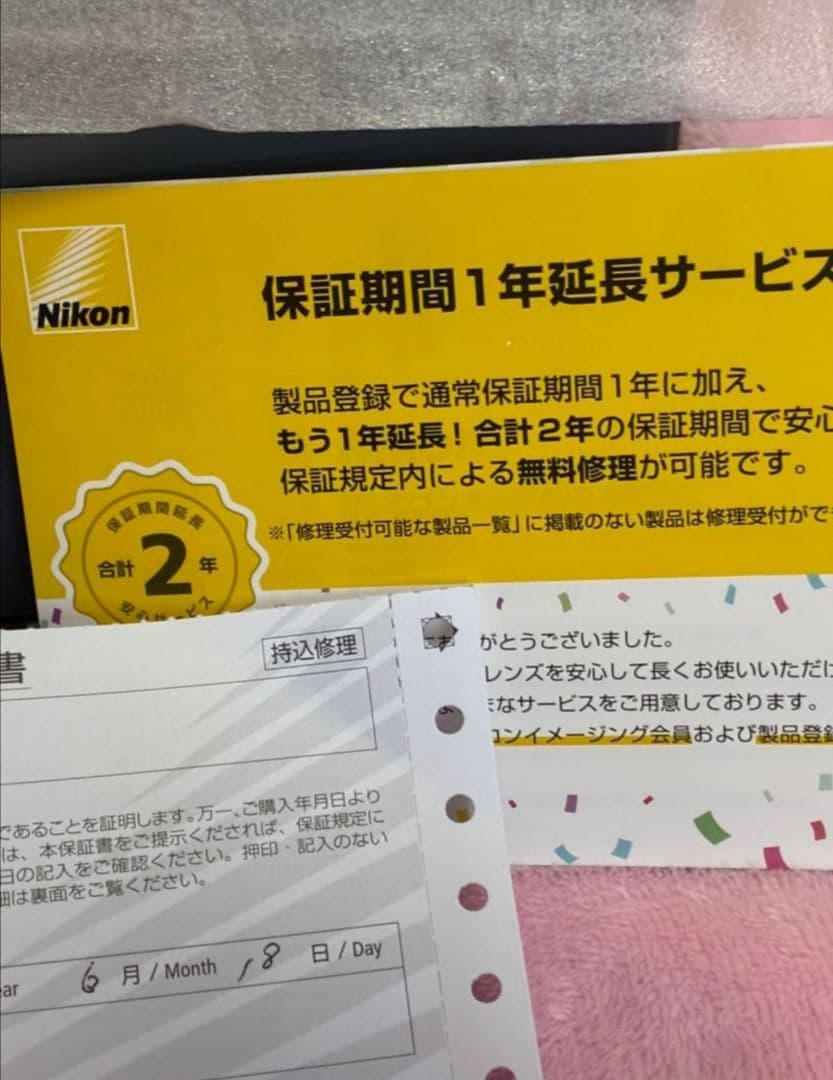 Nikon
保証期間1年延長サービス
製品登録で通常保証期間1年に加え、
もう1年延長！合計2年の保証期間で安心
保証規定内による無料修理が可能です。
※「修理受付可能な製品一覧」に掲載のない製品は修理受付がで
保証期間延長
合計2年
安心サービス
がとうございました。
レンズを安心して長くお使いいただけ
まなサービスをご用意しております。
コンイメージング会員および製品登録
書
持込修理
であることを証明します。万一、ご購入年月日より
は、本保証書をご提示くだされば、保証規定に
日の記入をご確認ください。押印・記入のない
細は裏面をご覧ください。
ear 6 月 / Month 18 日 / Day